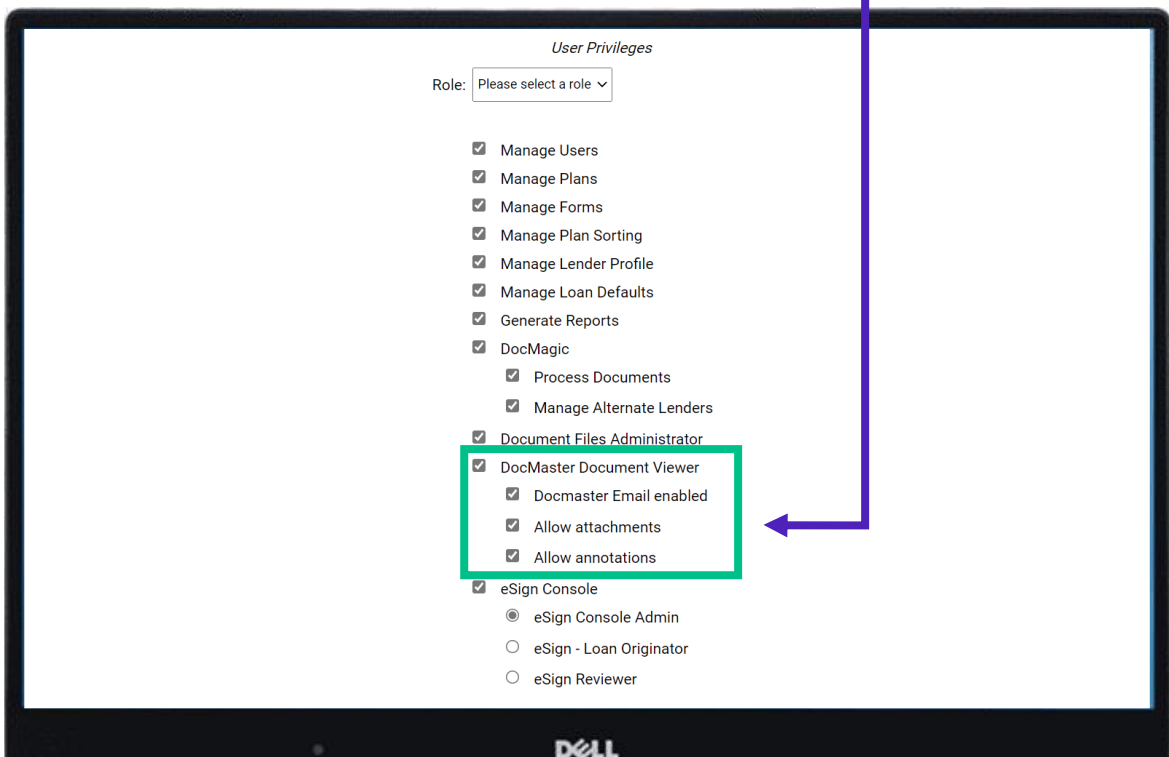 User Privileges
Role: Please select a role
Manage Users
Manage Plans
Manage Forms
Manage Plan Sorting
Manage Lender Profile
Manage Loan Defaults
Generate Reports
DocMagic
Process Documents
Manage Alternate Lenders
Document Files Administrator
DocMaster Document Viewer
Docmaster Email enabled
Allow attachments
Allow annotations
eSign Console
eSign Console Admin
eSign - Loan Originator
eSign Reviewer
DELL